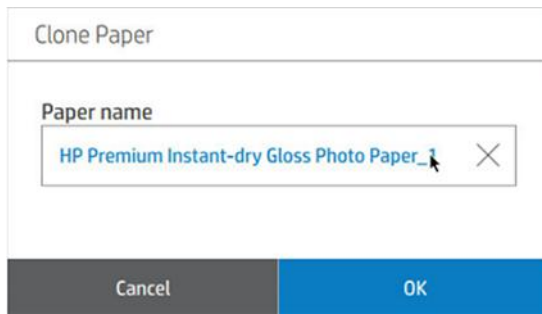 Clone Paper
Paper name
HP Premium Instant-dry Gloss Photo Paper_1
Cancel
OK